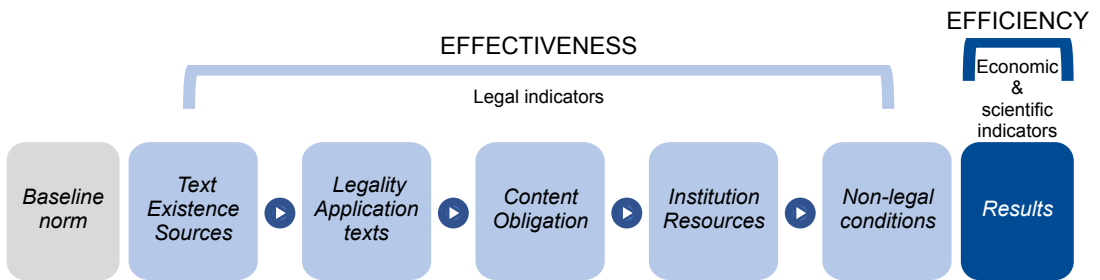 EFFICIENCY
EFFECTIVENESS
Economic
&
scientific
indicators
Legal indicators
Baseline
norm
Text
Existence
Sources
Legality
Application
texts
Content
Obligation
Institution
Resources
Non-legal
conditions
Results